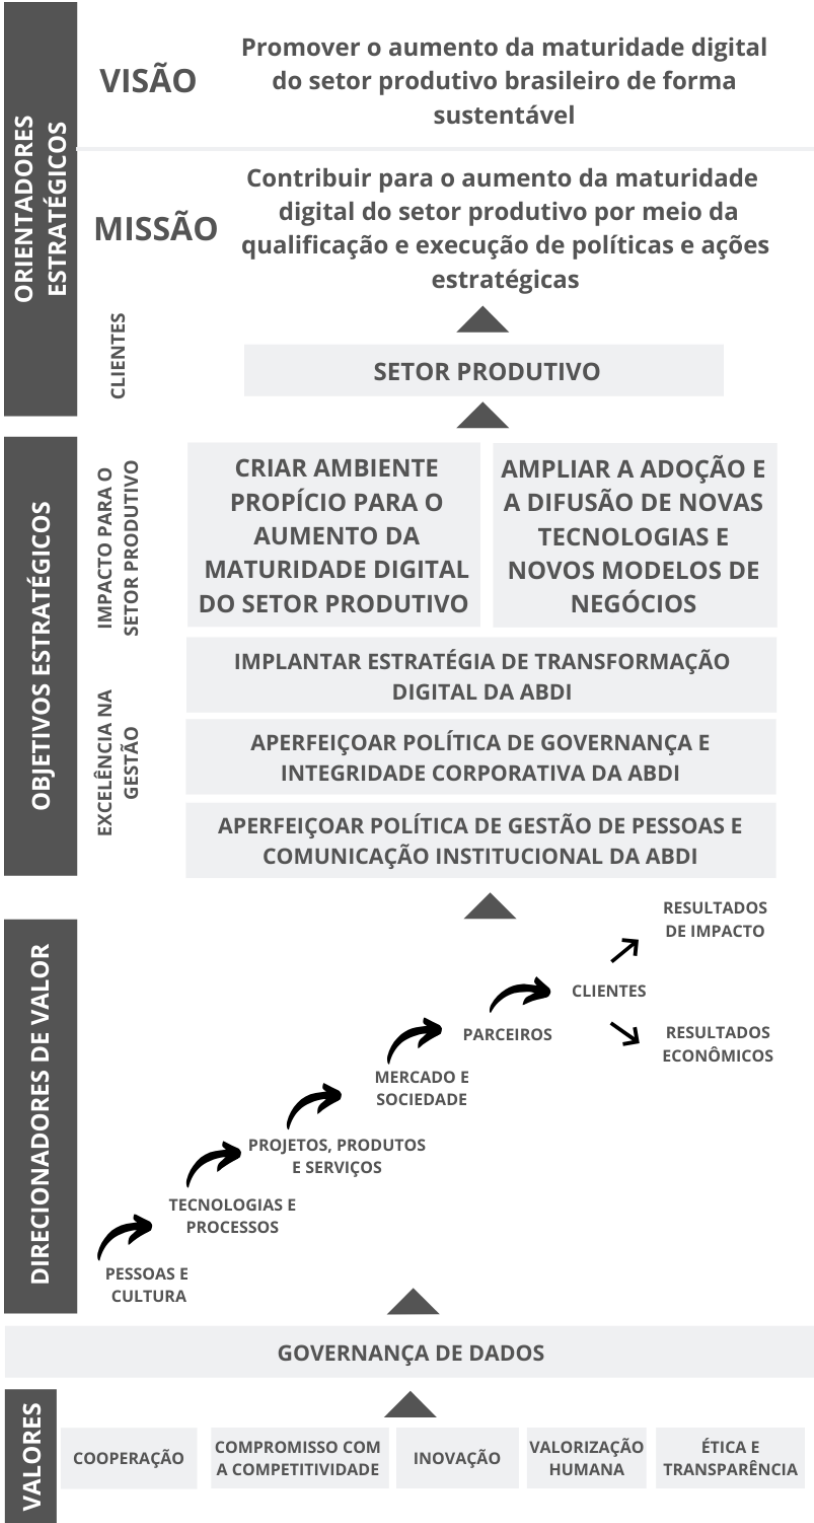 ORIENTADORES
ESTRATÉGICOS
VISÃO
Promover o aumento da maturidade digital
do setor produtivo brasileiro de forma
sustentável
MISSÃO
Contribuir para o aumento da maturidade
digital do setor produtivo por meio da
qualificação e execução de políticas e ações
estratégicas
CLIENTES
SETOR PRODUTIVO
OBJETIVOS ESTRATÉGICOS
IMPACTO PARA O
SETOR PRODUTIVO
CRIAR AMBIENTE
PROPÍCIO PARA O
AUMENTO DA
MATURIDADE DIGITAL
DO SETOR PRODUTIVO
AMPLIAR A ADOÇÃO E
A DIFUSÃO DE NOVAS
TECNOLOGIAS E
NOVOS MODELOS DE
NEGÓCIOS
EXCELÊNCIA NA
GESTÃO
IMPLANTAR ESTRATÉGIA DE TRANSFORMAÇÃO
DIGITAL DA ABDI
APERFEIÇOAR POLÍTICA DE GOVERNANÇA E
INTEGRIDADE CORPORATIVA DA ABDI
APERFEIÇOAR POLÍTICA DE GESTÃO DE PESSOAS E
COMUNICAÇÃO INSTITUCIONAL DA ABDI
DIRECIONADORES DE VALOR
RESULTADOS
DE IMPACTO
CLIENTES
RESULTADOS
ECONÔMICOS
PARCEIROS
MERCADO E
SOCIEDADE
PROJETOS, PRODUTOS
E SERVIÇOS
TECNOLOGIAS E
PROCESSOS
PESSOAS E
CULTURA
GOVERNANÇA DE DADOS
VALORES
COOPERAÇÃO
COMPROMISSO COM
A COMPETITIVIDADE
INOVAÇÃO
VALORIZAÇÃO
HUMANA
ÉTICA E
TRANSPARÊNCIA